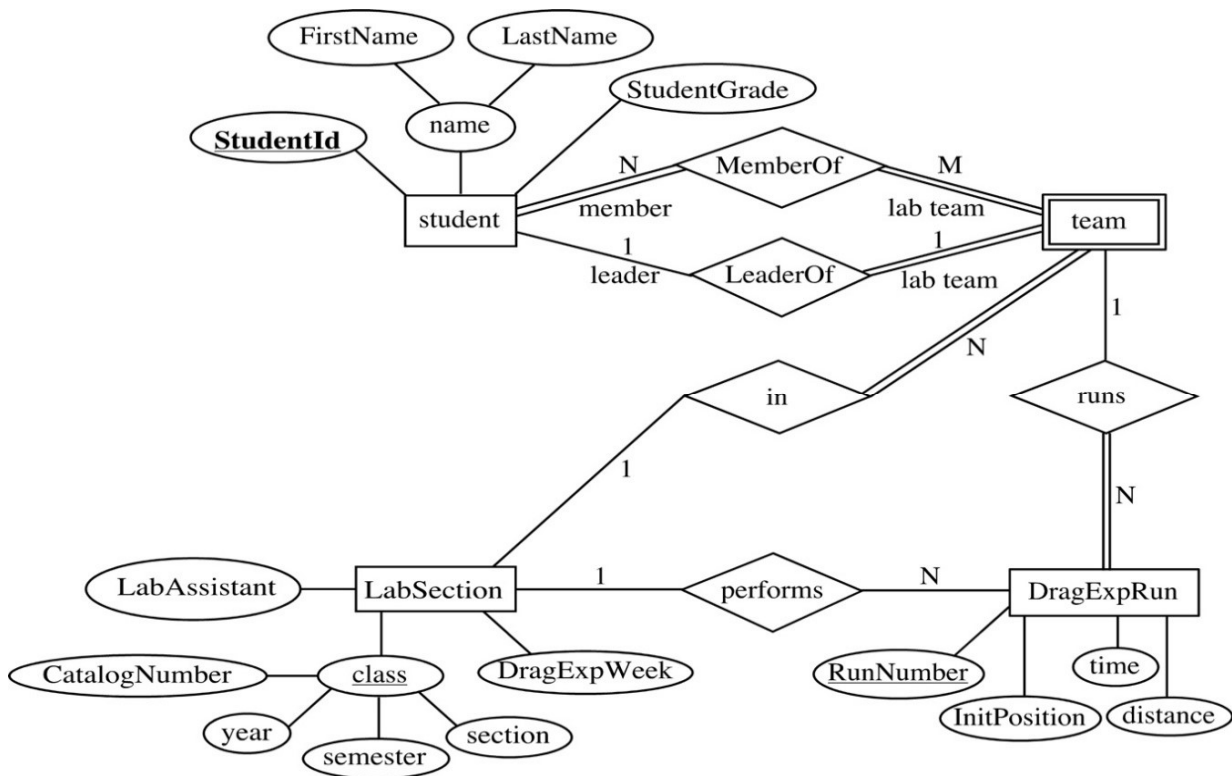 FirstName
LastName
StudentGrade
name
StudentId
N
MemberOf
M
member
lab team
student
team
1
1
leader
LeaderOf
lab team
N
1
in
runs
1
N
LabAssistant
LabSection
1
performs
N
DragExpRun
CatalogNumber
class
DragExpWeek
RunNumber
time
year
section
InitPosition
distance
semester